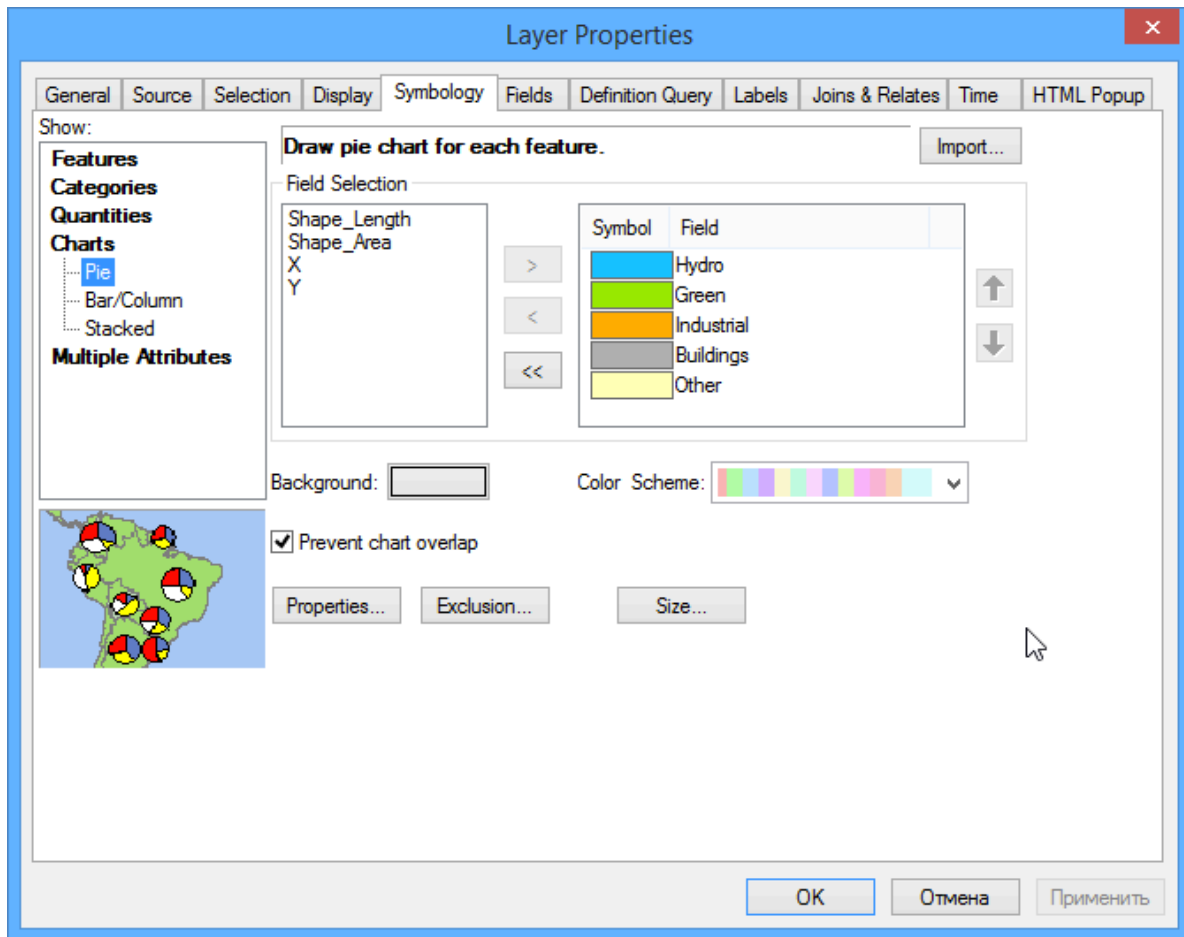 Layer Properties
General Source Selection Display Symbology Fields Definition Query Labels Joins & Relates Time HTML Popup
Show:
Features
Categories
Quantities
Charts
Pie
Bar/Column
Stacked
Multiple Attributes
Draw pie chart for each feature.
Import...
Field Selection
Shape_Length
Shape_Area
X
Y
>
<
<<
Symbol Field
Hydro
Green
Industrial
Buildings
Other
Background:
Color Scheme:
Prevent chart overlap
Properties... Exclusion... Size...
OK Отмена Применить